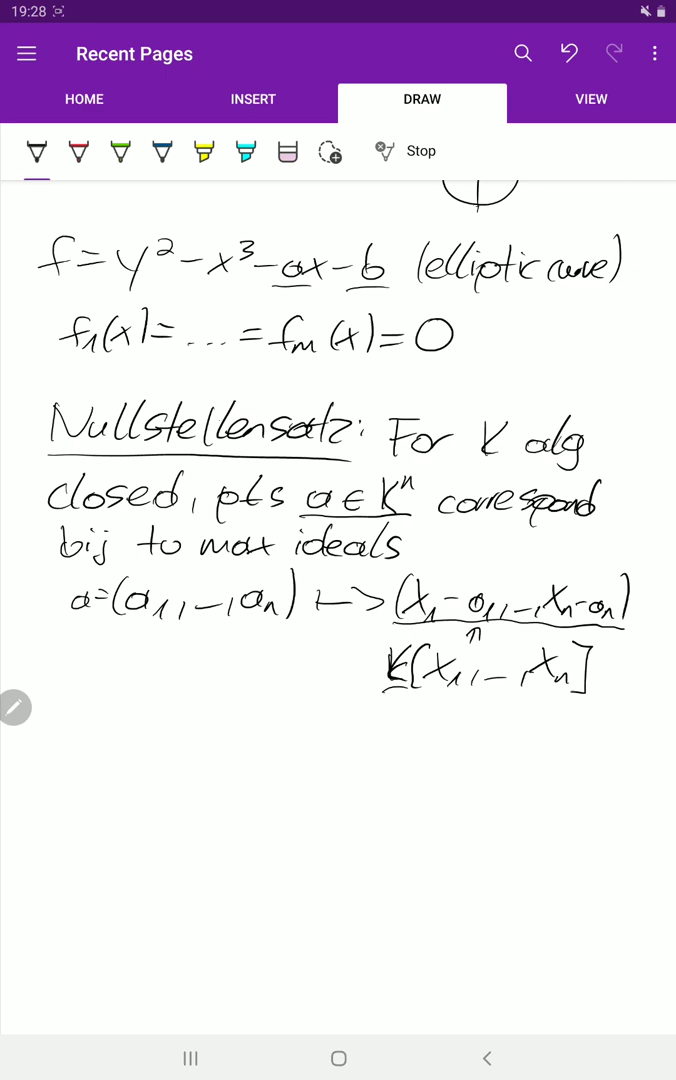 19:28
Recent Pages
HOME INSERT DRAW VIEW
Stop
f = y² - x³ - ax - b (elliptic curve)
f₁(x) = ... = fₘ(x) = 0
Nullstellensatz: For K alg
closed, pts a ∈ Kⁿ correspond
bij to max ideals
a = (a₁, -, aₙ) ↦ (x₁ - a₁, -, xₙ - aₙ)
K[x₁, -, xₙ]